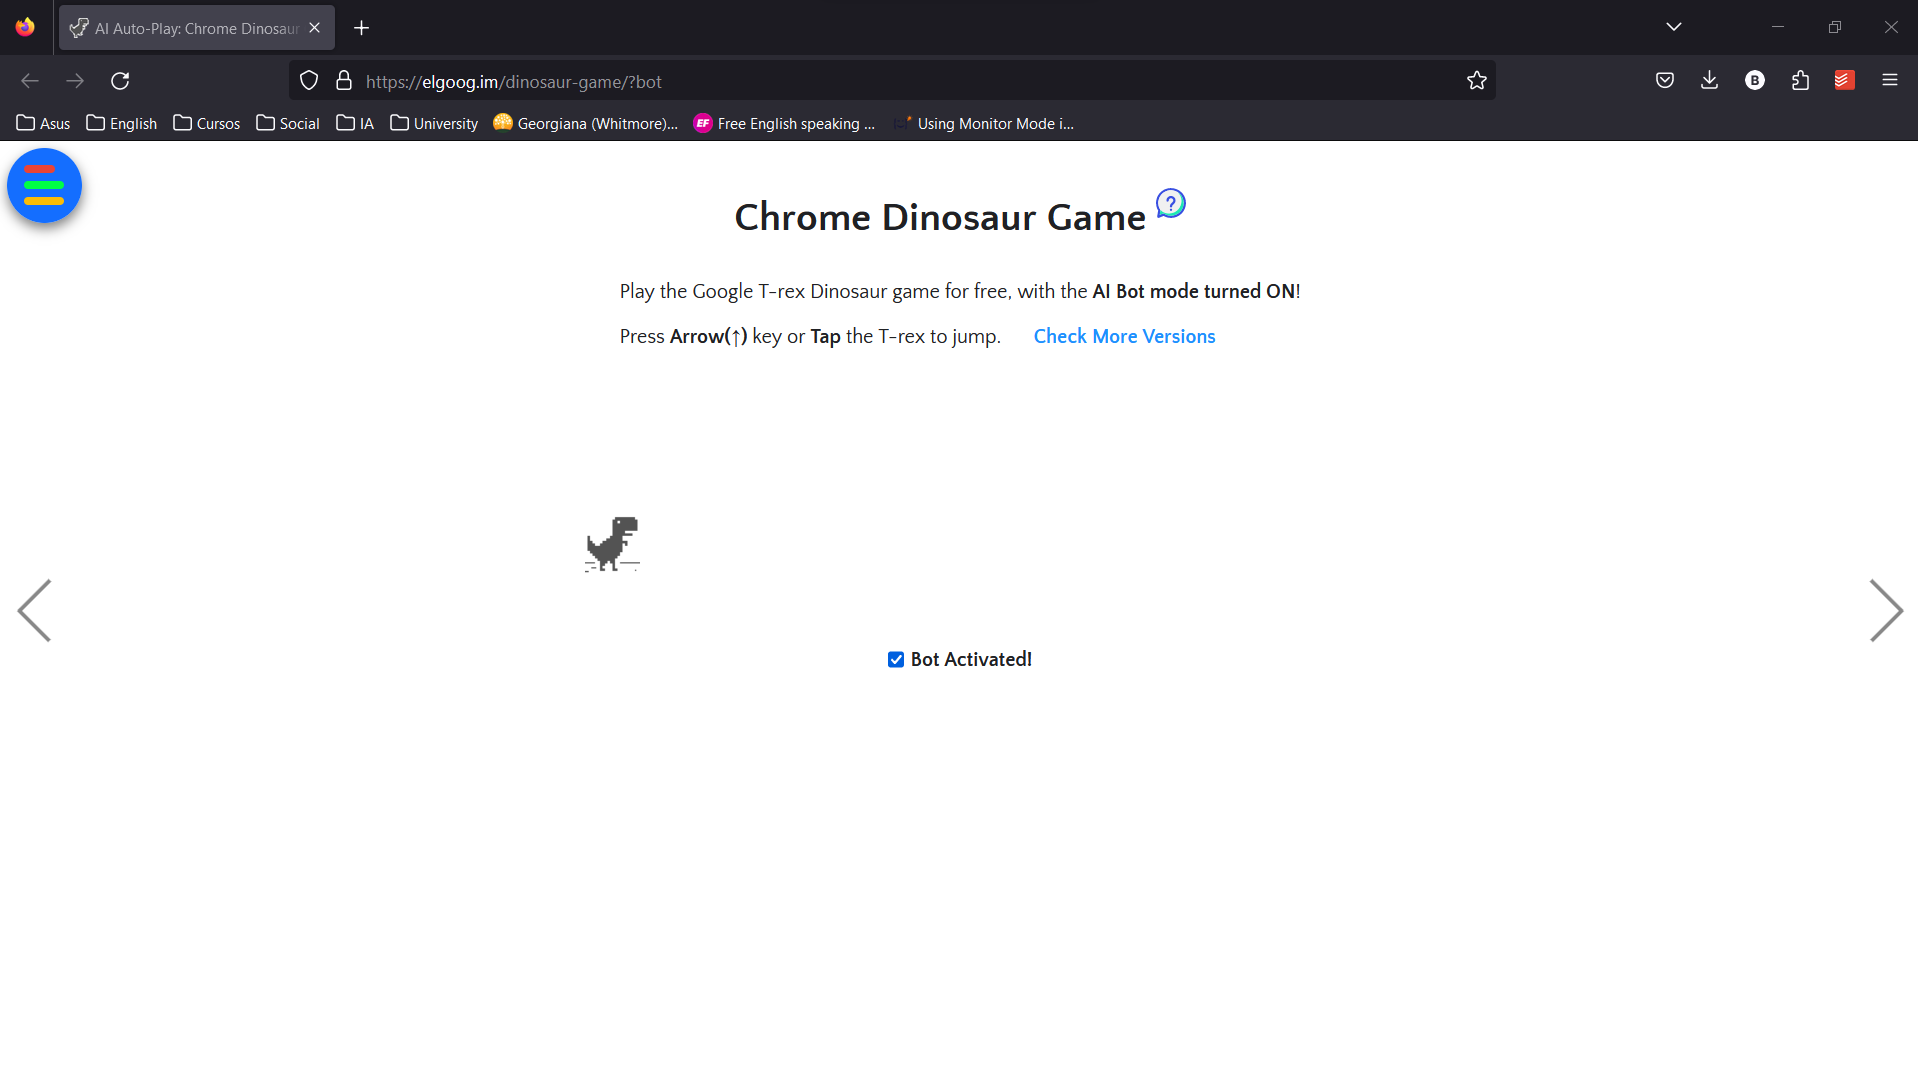 AI Auto-Play: Chrome Dinosaur
https://elgoog.im/dinosaur-game/?bot
B
Asus English Cursos Social IA University Georgiana (Whitmore)... EF Free English speaking ... Using Monitor Mode i...
Chrome Dinosaur Game ?
Play the Google T-rex Dinosaur game for free, with the AI Bot mode turned ON!
Press Arrow(↑) key or Tap the T-rex to jump. Check More Versions
Bot Activated!